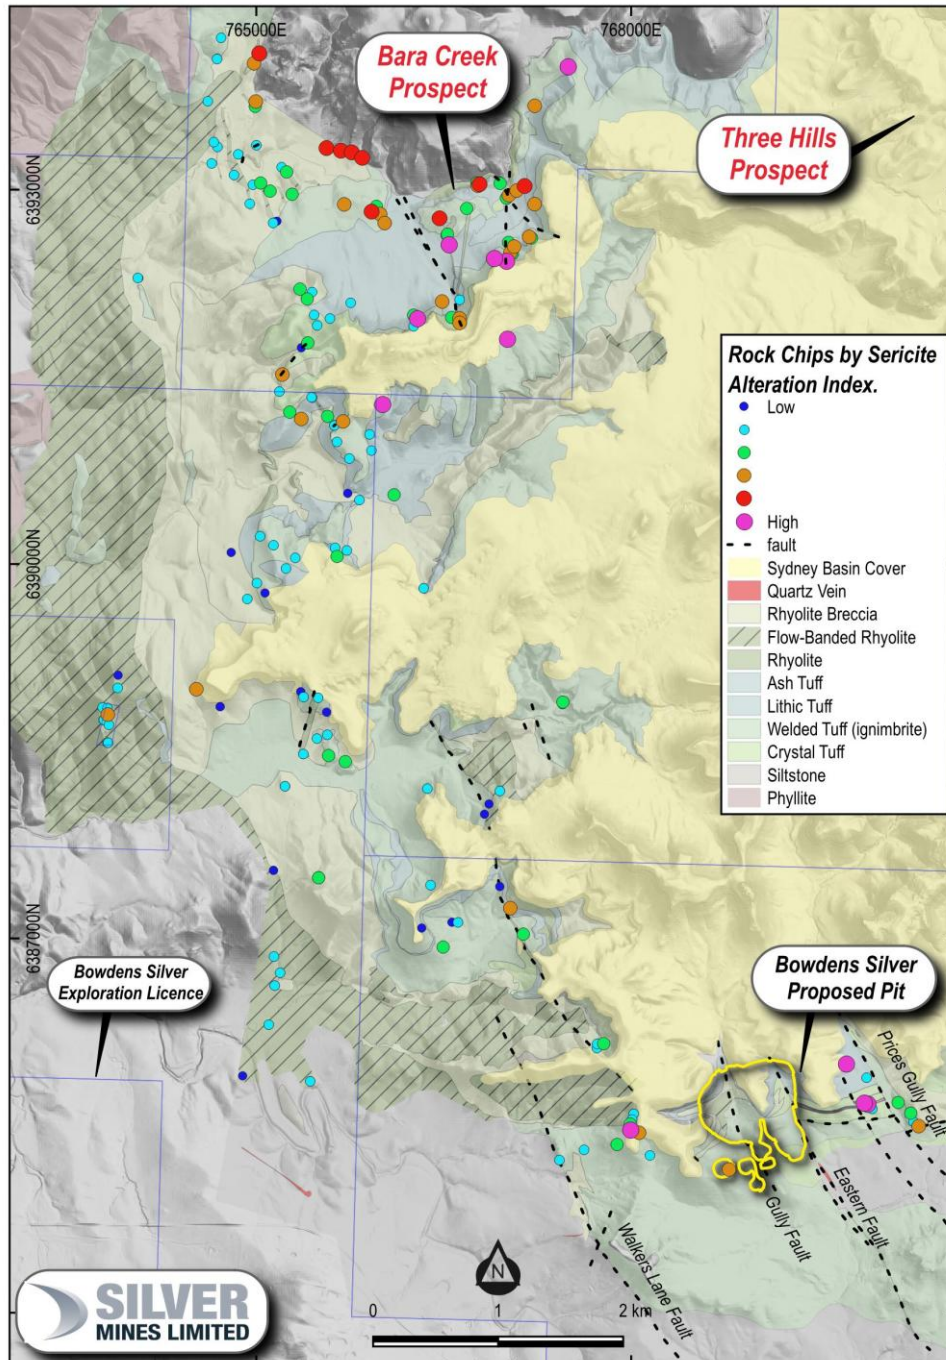 765000E
768000E
Bara Creek
Prospect
Three Hills
Prospect
6393000N
Rock Chips by Sericite
Alteration Index.
Low
High
fault
Sydney Basin Cover
Quartz Vein
Rhyolite Breccia
Flow-Banded Rhyolite
Rhyolite
Ash Tuff
Lithic Tuff
Welded Tuff (ignimbrite)
Crystal Tuff
Siltstone
Phyllite
6390000N
6387000N
Bowdens Silver
Exploration Licence
Bowdens Silver
Proposed Pit
Prices Gully Fault
Eastern Fault
Gully Fault
Walkers Lane Fault
N
SILVER
MINES LIMITED
0 1 2 km